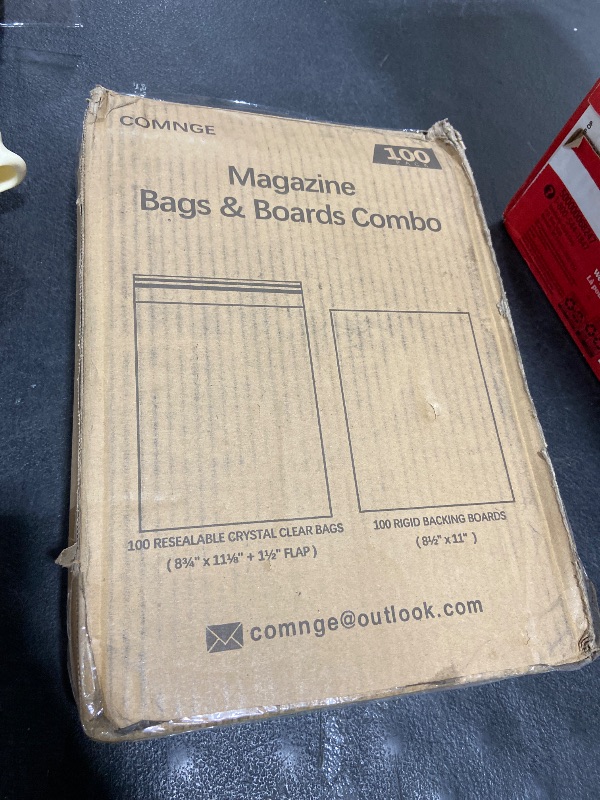 COMNGE
100
Magazine
Bags & Boards Combo
100 RESEALABLE CRYSTAL CLEAR BAGS
( 8¾" x 11⅛" + 1½" FLAP )
100 RIGID BACKING BOARDS
( 8½" x 11" )
comnge@outlook.com